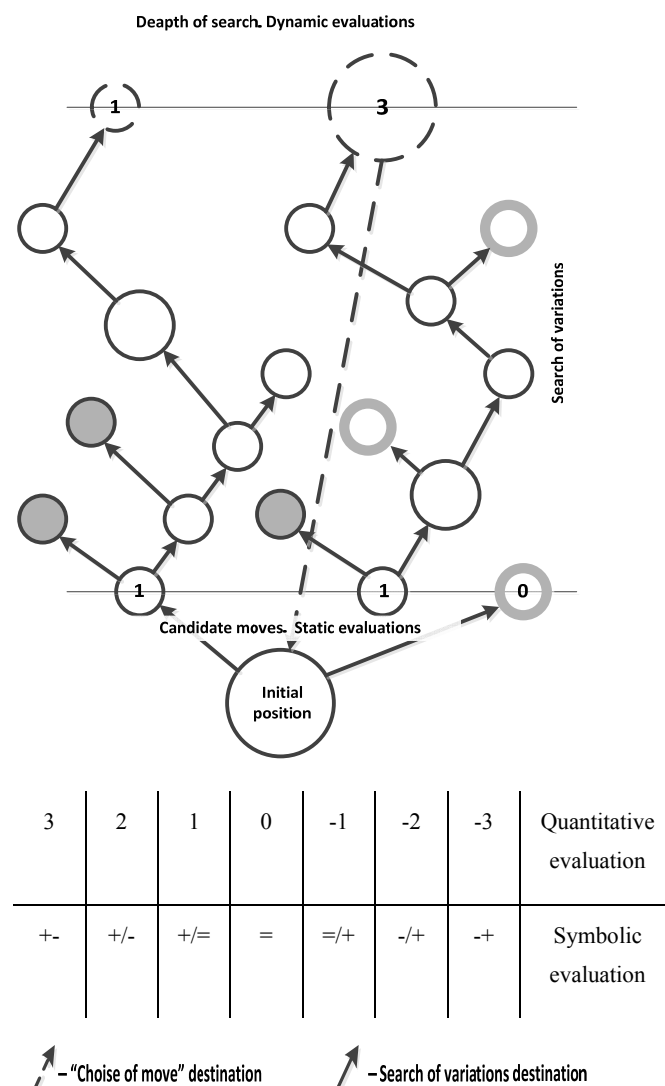 Deapth of search. Dynamic evaluations
1
3
Search of variations
1
1
0
Candidate moves. Static evaluations
Initial
position
3 2 1 0 -1 -2 -3 Quantitative
evaluation
+- +/- +/= = =/+ -/+ -+ Symbolic
evaluation
– "Choise of move" destination
– Search of variations destination